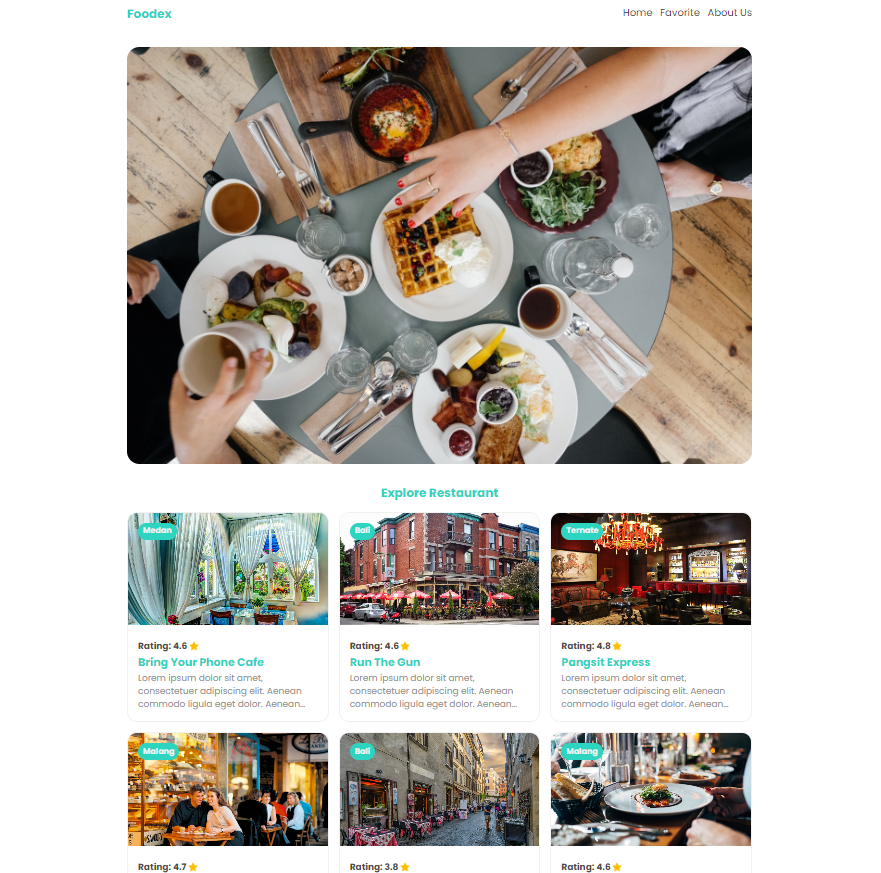 Foodex
Home Favorite About Us
Explore Restaurant
Medan
Rating: 4.6
Bring Your Phone Cafe
Lorem ipsum dolor sit amet,
consectetuer adipiscing elit. Aenean
commodo ligula eget dolor. Aenean...
Bali
Rating: 4.6
Run The Gun
Lorem ipsum dolor sit amet,
consectetuer adipiscing elit. Aenean
commodo ligula eget dolor. Aenean...
Ternate
Rating: 4.8
Pangsit Express
Lorem ipsum dolor sit amet,
consectetuer adipiscing elit. Aenean
commodo ligula eget dolor. Aenean...
Malang
Rating: 4.7
Bali
Rating: 3.8
Malang
Rating: 4.6